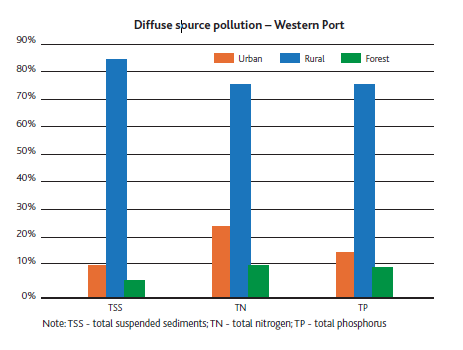 Diffuse source pollution – Western Port
90%
Urban Rural Forest
80%
70%
60%
50%
40%
30%
20%
10%
0%
TSS TN TP
Note: TSS - total suspended sediments; TN - total nitrogen; TP - total phosphorus